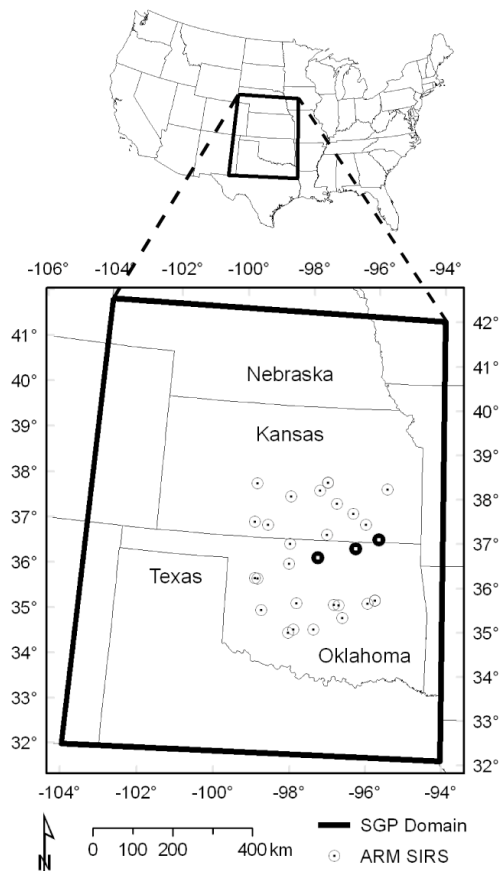 -106° -104° -102° -100° -98° -96° -94°
41° 42°
40° 41°
39° 40°
38° 39°
37° 38°
36° 37°
35° 36°
34° 35°
33° 34°
32° 33°
32°
Nebraska
Kansas
Texas
Oklahoma
-104° -102° -100° -98° -96° -94°
N
0 100 200 400 km
SGP Domain
ARM SIRS